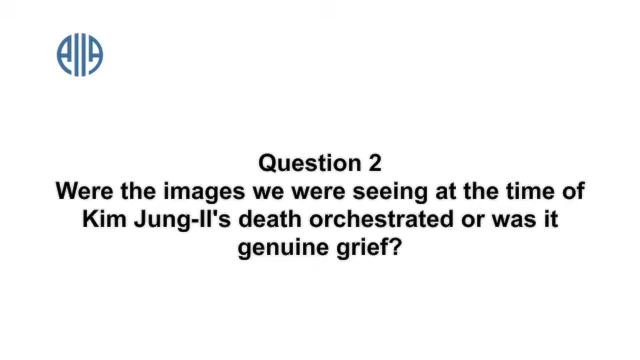 Question 2
Were the images we were seeing at the time of
Kim Jung-Il's death orchestrated or was it
genuine grief?